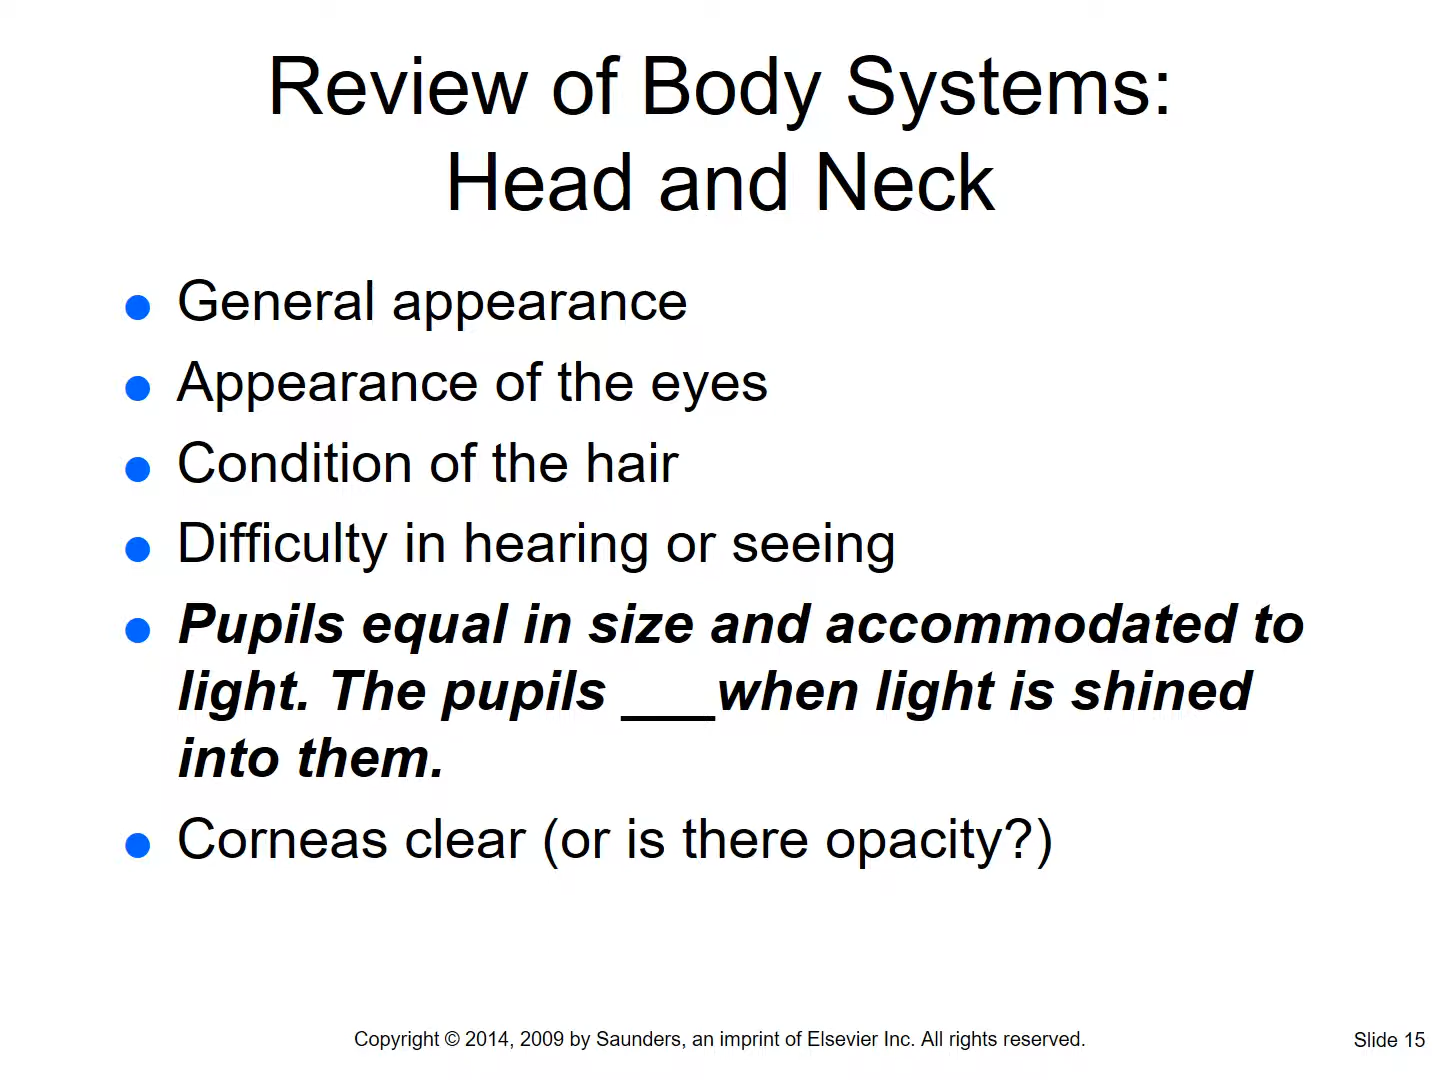 Review of Body Systems:
Head and Neck
● General appearance
● Appearance of the eyes
● Condition of the hair
● Difficulty in hearing or seeing
● Pupils equal in size and accommodated to
light. The pupils ___when light is shined
into them.
● Corneas clear (or is there opacity?)
Copyright © 2014, 2009 by Saunders, an imprint of Elsevier Inc. All rights reserved.
Slide 15